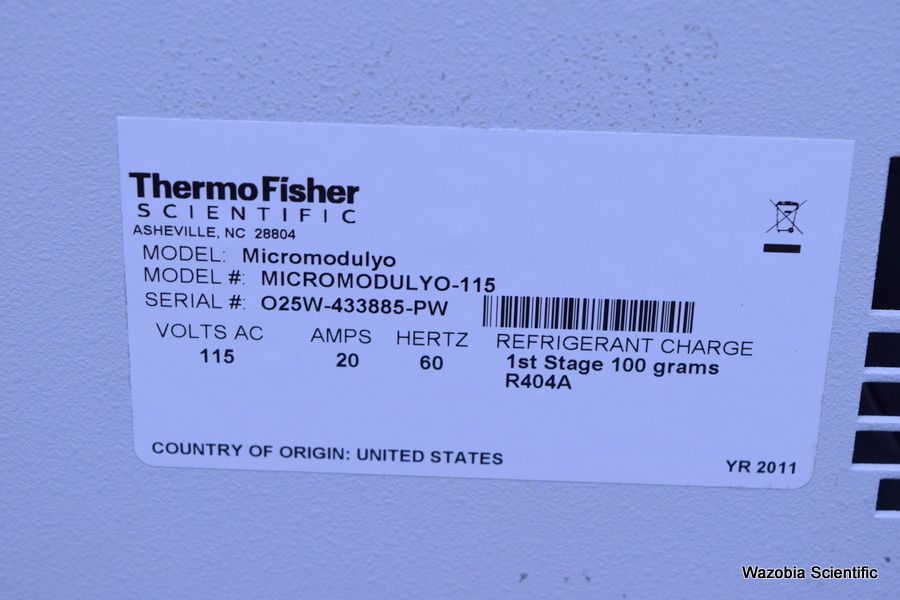 ThermoFisher
SCIENTIFIC
ASHEVILLE, NC 28804
MODEL: Micromodulyo
MODEL #: MICROMODULYO-115
SERIAL #: O25W-433885-PW
VOLTS AC AMPS HERTZ REFRIGERANT CHARGE
115 20 60 1st Stage 100 grams
R404A
COUNTRY OF ORIGIN: UNITED STATES YR 2011
Wazobia Scientific